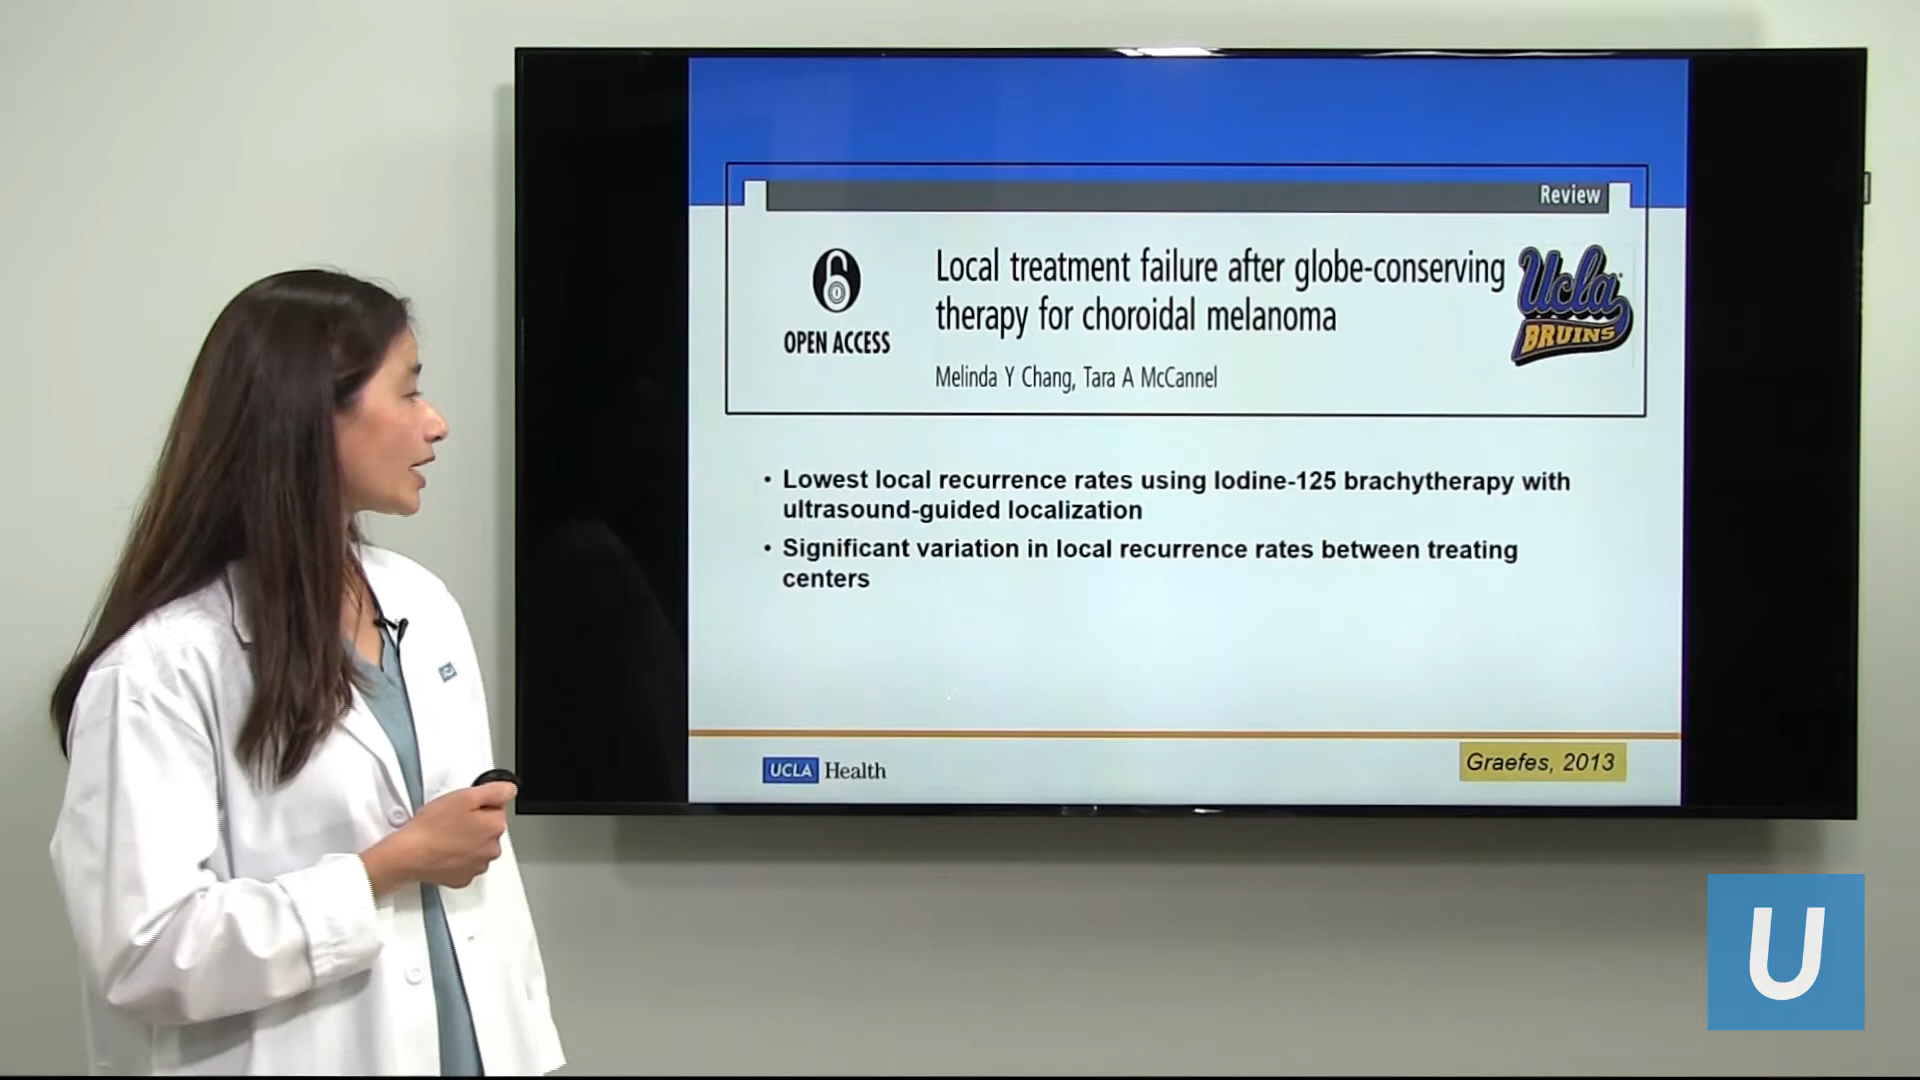 Review
Local treatment failure after globe-conserving
therapy for choroidal melanoma
OPEN ACCESS
Melinda Y Chang, Tara A McCannel
Ucla
BRUINS
• Lowest local recurrence rates using Iodine-125 brachytherapy with
ultrasound-guided localization
• Significant variation in local recurrence rates between treating
centers
UCLA Health
Graefes, 2013
U